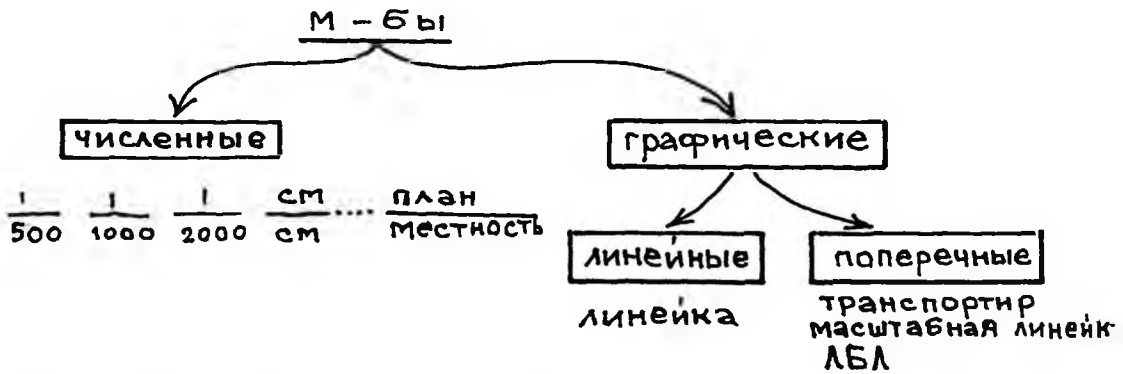 М - бы
численные
графические
1/500 1/1000 1/2000 см/см ..... план/местность
линейные
поперечные
линейка
транспортир
масштабная линейк
ЛБЛ